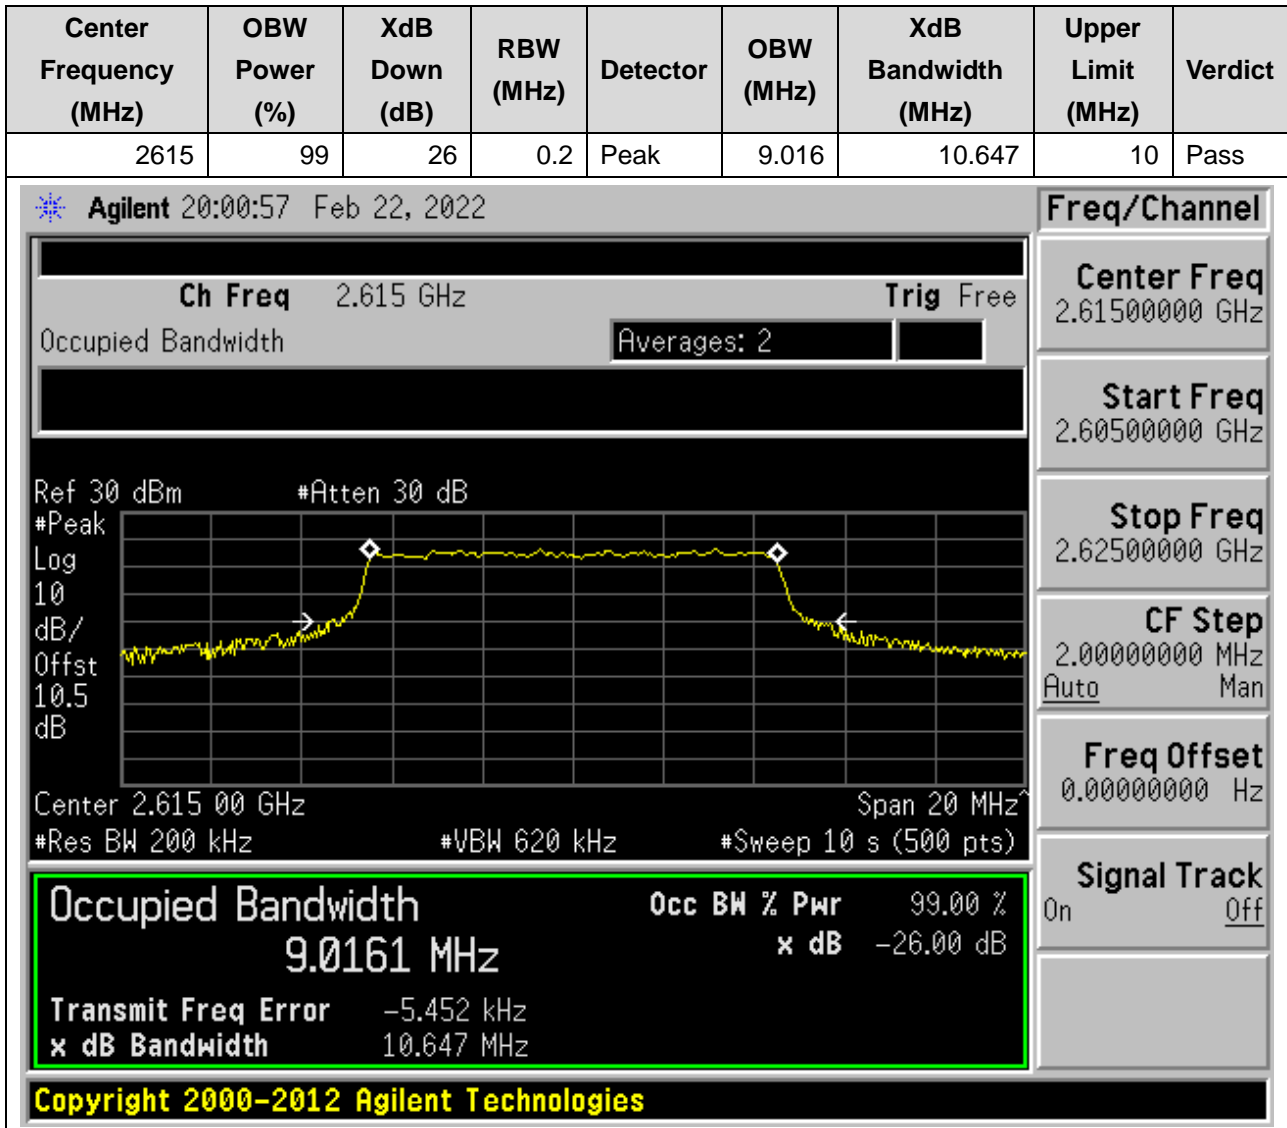 Center Frequency (MHz) OBW Power (%) XdB Down (dB) RBW (MHz) Detector OBW (MHz) XdB Bandwidth (MHz) Upper Limit (MHz) Verdict
2615 99 26 0.2 Peak 9.016 10.647 10 Pass
Agilent 20:00:57 Feb 22, 2022
Freq/Channel
Ch Freq 2.615 GHz Trig Free
Occupied Bandwidth Averages: 2
Center Freq
2.61500000 GHz
Start Freq
2.60500000 GHz
Stop Freq
2.62500000 GHz
CF Step
2.00000000 MHz
Auto Man
Freq Offset
0.00000000 Hz
Signal Track
On Off
Ref 30 dBm #Atten 30 dB
#Peak
Log
10
dB/
Offst
10.5
dB
Center 2.615 00 GHz Span 20 MHz^
#Res BW 200 kHz #VBW 620 kHz #Sweep 10 s (500 pts)
Occupied Bandwidth Occ BW % Pwr 99.00 %
9.0161 MHz x dB -26.00 dB
Transmit Freq Error -5.452 kHz
x dB Bandwidth 10.647 MHz
Copyright 2000-2012 Agilent Technologies